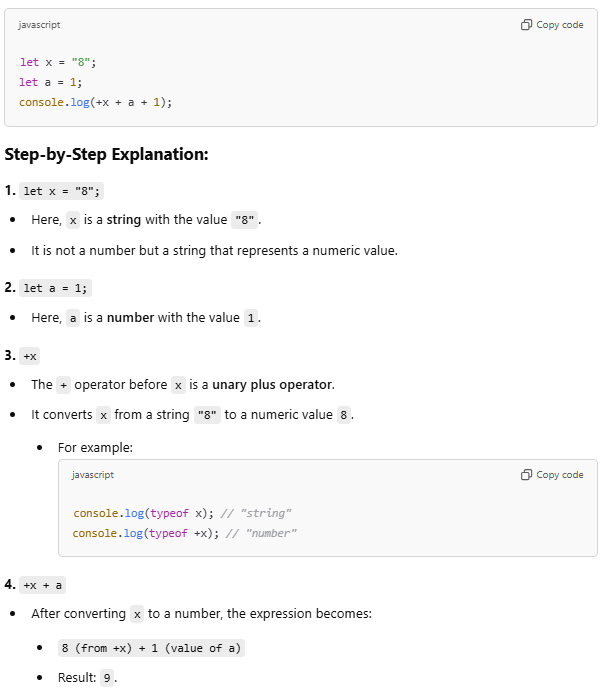 javascript
Copy code
let x = "8";
let a = 1;
console.log(+x + a + 1);
Step-by-Step Explanation:
1. let x = "8";
• Here, x is a string with the value "8".
• It is not a number but a string that represents a numeric value.
2. let a = 1;
• Here, a is a number with the value 1.
3. +x
• The + operator before x is a unary plus operator.
• It converts x from a string "8" to a numeric value 8.
• For example:
javascript
Copy code
console.log(typeof x); // "string"
console.log(typeof +x); // "number"
4. +x + a
• After converting x to a number, the expression becomes:
• 8 (from +x) + 1 (value of a)
• Result: 9.